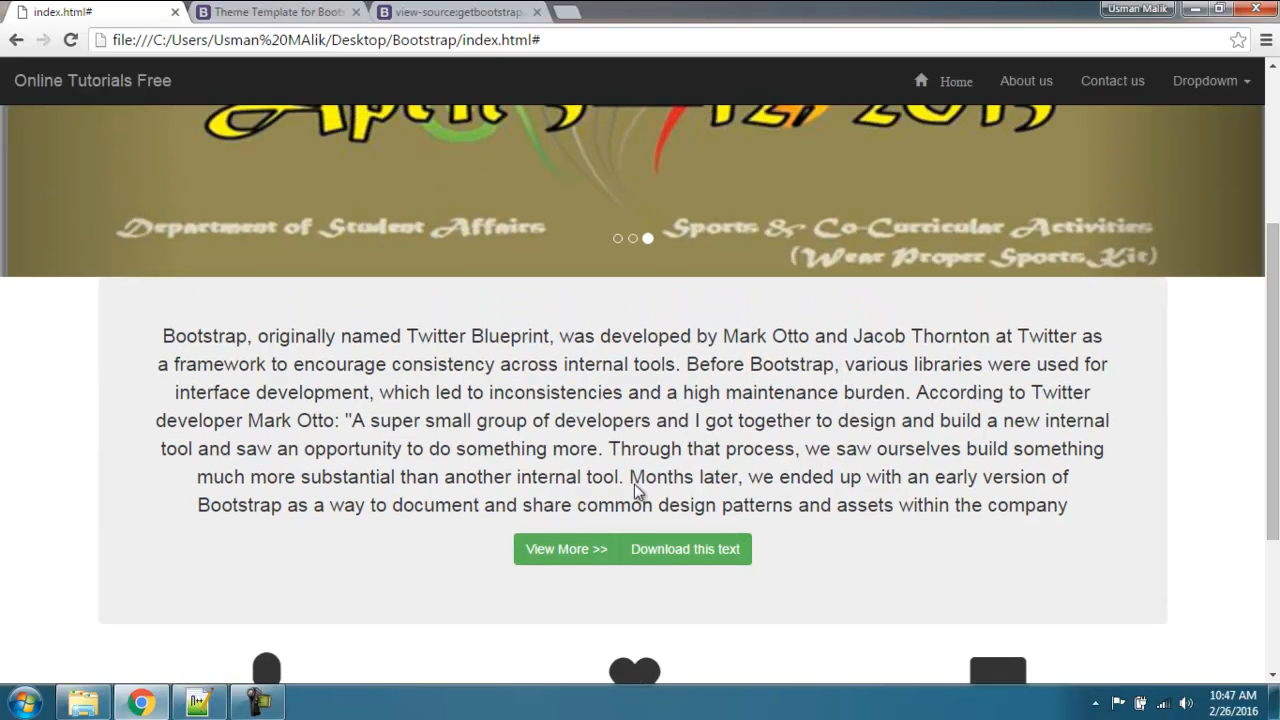 index.html#
Theme Template for Boots
view-source:getbootstrap.
Usman Malik
file:///C:/Users/Usman%20MAlik/Desktop/Bootstrap/index.html#
Online Tutorials Free
Home
About us
Contact us
Dropdowm
April 5 12, 2015
Department of Student Affairs
Sports & Co-Curricular Activities
(Wear Proper Sports Kit)
Bootstrap, originally named Twitter Blueprint, was developed by Mark Otto and Jacob Thornton at Twitter as
a framework to encourage consistency across internal tools. Before Bootstrap, various libraries were used for
interface development, which led to inconsistencies and a high maintenance burden. According to Twitter
developer Mark Otto: "A super small group of developers and I got together to design and build a new internal
tool and saw an opportunity to do something more. Through that process, we saw ourselves build something
much more substantial than another internal tool. Months later, we ended up with an early version of
Bootstrap as a way to document and share common design patterns and assets within the company
View More >>
Download this text
10:47 AM
2/26/2016